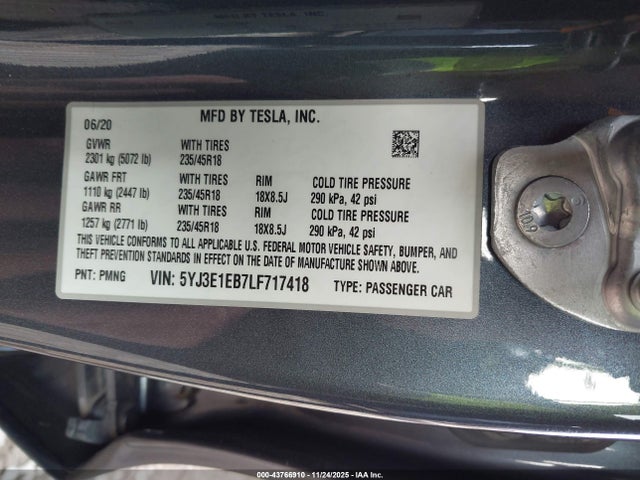 MFD BY TESLA, INC.
06/20
GVWR WITH TIRES
2301 kg (5072 lb) 235/45R18
GAWR FRT WITH TIRES RIM COLD TIRE PRESSURE
1110 kg (2447 lb) 235/45R18 18X8.5J 290 kPa, 42 psi
GAWR RR WITH TIRES RIM COLD TIRE PRESSURE
1257 kg (2771 lb) 235/45R18 18X8.5J 290 kPa, 42 psi
THIS VEHICLE CONFORMS TO ALL APPLICABLE U.S. FEDERAL MOTOR VEHICLE SAFETY, BUMPER, AND
THEFT PREVENTION STANDARDS IN EFFECT ON THE DATE OF MANUFACTURE SHOWN ABOVE.
PNT: PMNG VIN: 5YJ3E1EB7LF717418 TYPE: PASSENGER CAR
10.9
000-43766910 - 11/24/2025 - IAA Inc.